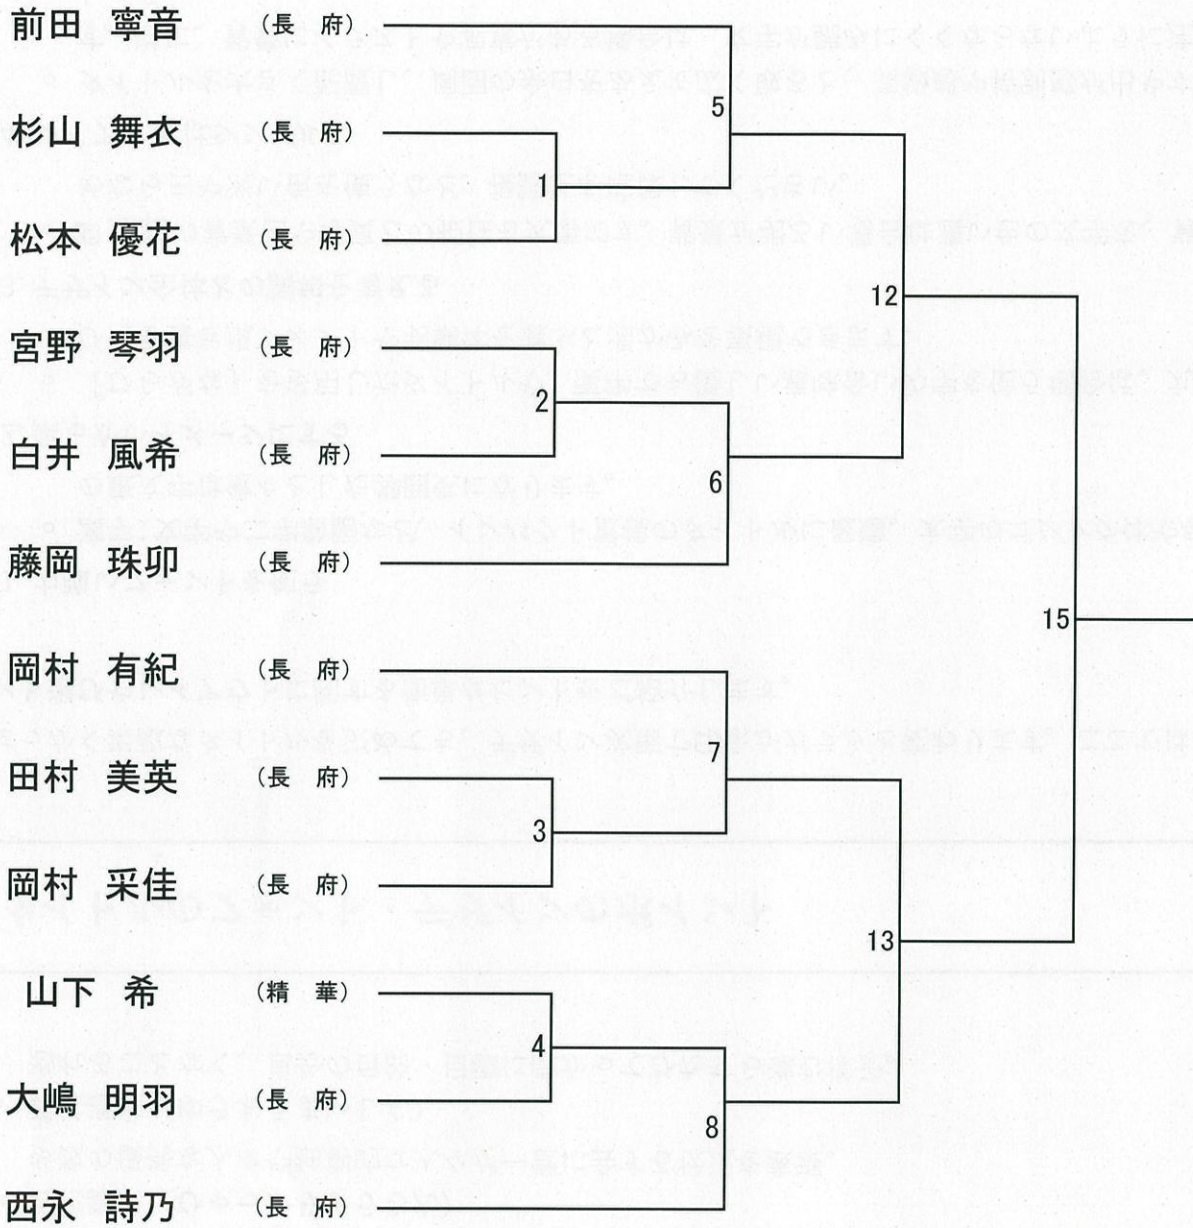 前田 寧音 (長 府)
5
杉山 舞衣 (長 府)
1
松本 優花 (長 府)
12
宮野 琴羽 (長 府)
2
白井 風希 (長 府)
6
藤岡 珠卯 (長 府)
15
岡村 有紀 (長 府)
7
田村 美英 (長 府)
3
岡村 采佳 (長 府)
13
山下 希 (精 華)
4
大嶋 明羽 (長 府)
8
西永 詩乃 (長 府)